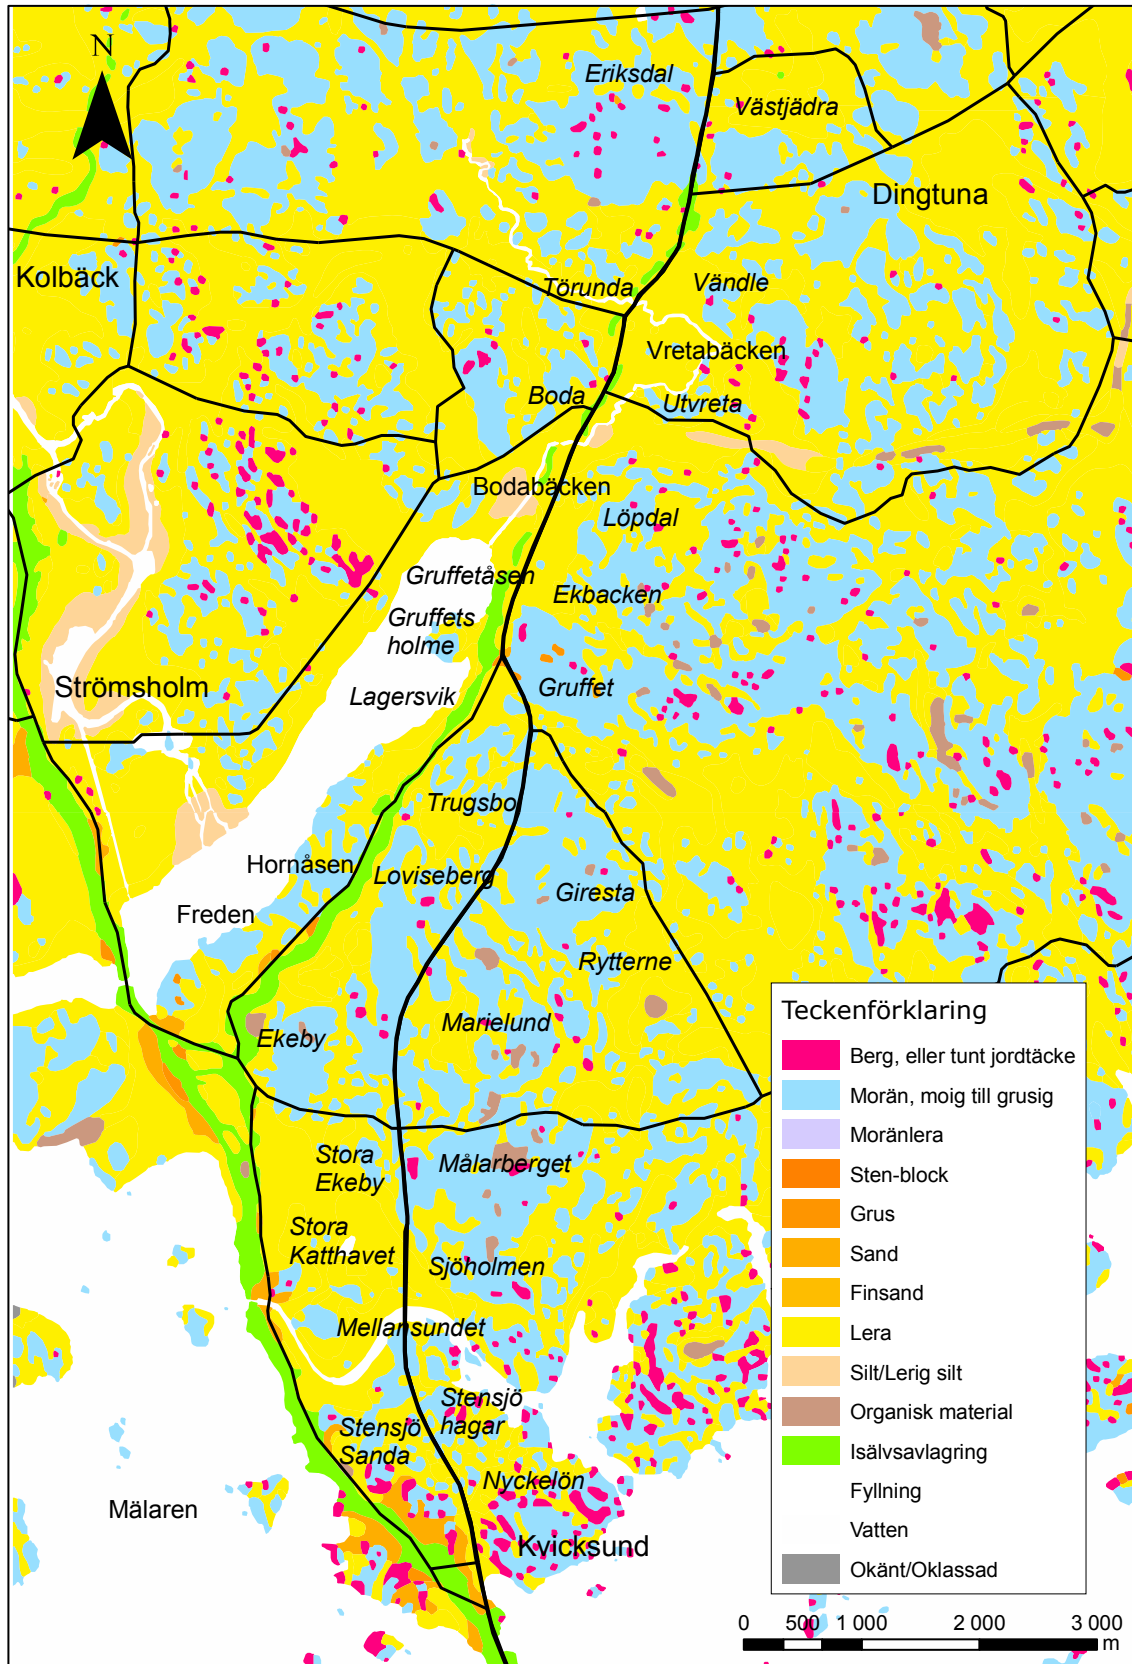 N
Eriksdal
Västjädra
Dingtuna
Kolbäck
Törunda
Vändle
Vretabäcken
Boda
Utvreta
Bodabäcken
Löpdal
Gruffetåsen
Ekbacken
Gruffets
holme
Strömsholm
Lagersvik
Gruffet
Trugsbo
Hornåsen
Loviseberg
Giresta
Freden
Rytterne
Ekeby
Marielund
Stora
Ekeby
Målarberget
Stora
Katthavet
Sjöholmen
Mellansundet
Stensjö
hagar
Stensjö
Sanda
Nyckelön
Mälaren
Kvicksund
Teckenförklaring
Berg, eller tunt jordtäcke
Morän, moig till grusig
Moränlera
Sten-block
Grus
Sand
Finsand
Lera
Silt/Lerig silt
Organisk material
Isälvsavlagring
Fyllning
Vatten
Okänt/Oklassad
0 500 1 000 2 000 3 000
m